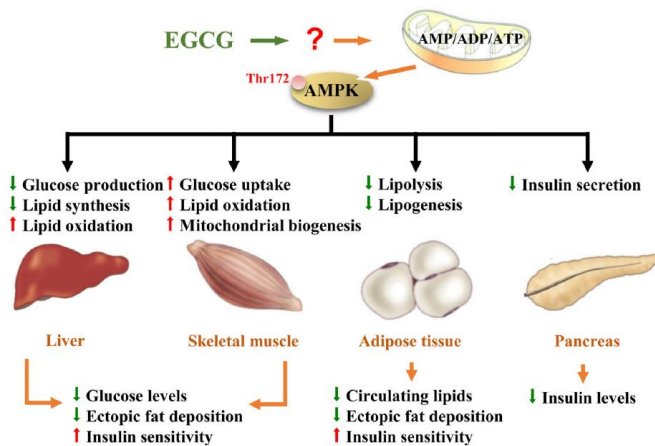 EGCG → ? → AMP/ADP/ATP
Thr172
AMPK
↓ Glucose production
↓ Lipid synthesis
↑ Lipid oxidation
↑ Glucose uptake
↑ Lipid oxidation
↑ Mitochondrial biogenesis
↓ Lipolysis
↓ Lipogenesis
↓ Insulin secretion
Liver
Skeletal muscle
Adipose tissue
Pancreas
↓ Glucose levels
↓ Ectopic fat deposition
↑ Insulin sensitivity
↓ Circulating lipids
↓ Ectopic fat deposition
↑ Insulin sensitivity
↓ Insulin levels